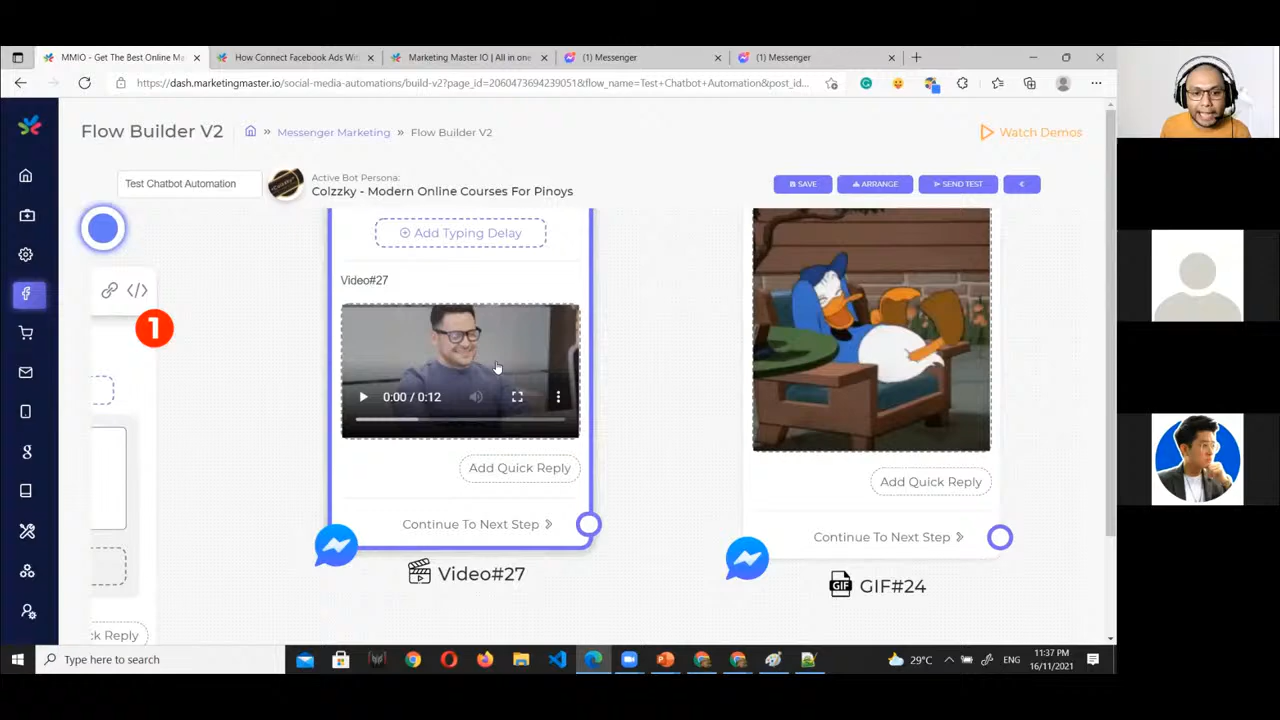 MMIO - Get The Best Online Ma
How Connect Facebook Ads Wit
Marketing Master IO | All in one
(1) Messenger
(1) Messenger
https://dash.marketingmaster.io/social-media-automations/build-v2?page_id=2060473694239051&flow_name=Test+Chatbot+Automation&post_id...
Flow Builder V2
» Messenger Marketing » Flow Builder V2
Watch Demos
Test Chatbot Automation
Active Bot Persona:
Colzzky - Modern Online Courses For Pinoys
SAVE
ARRANGE
SEND TEST
Add Typing Delay
Video#27
1
0:00 / 0:12
Add Quick Reply
Add Quick Reply
Continue To Next Step
Continue To Next Step
Video#27
GIF
GIF#24
ck Reply
Type here to search
29°C
ENG
11:37 PM
16/11/2021